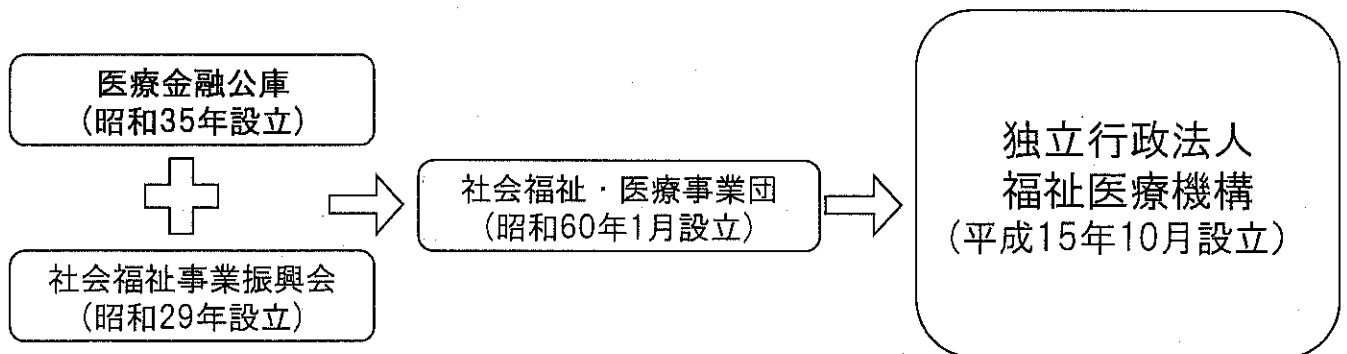 医療金融公庫
(昭和35年設立)
社会福祉事業振興会
(昭和29年設立)
社会福祉・医療事業団
(昭和60年1月設立)
独立行政法人
福祉医療機構
(平成15年10月設立)